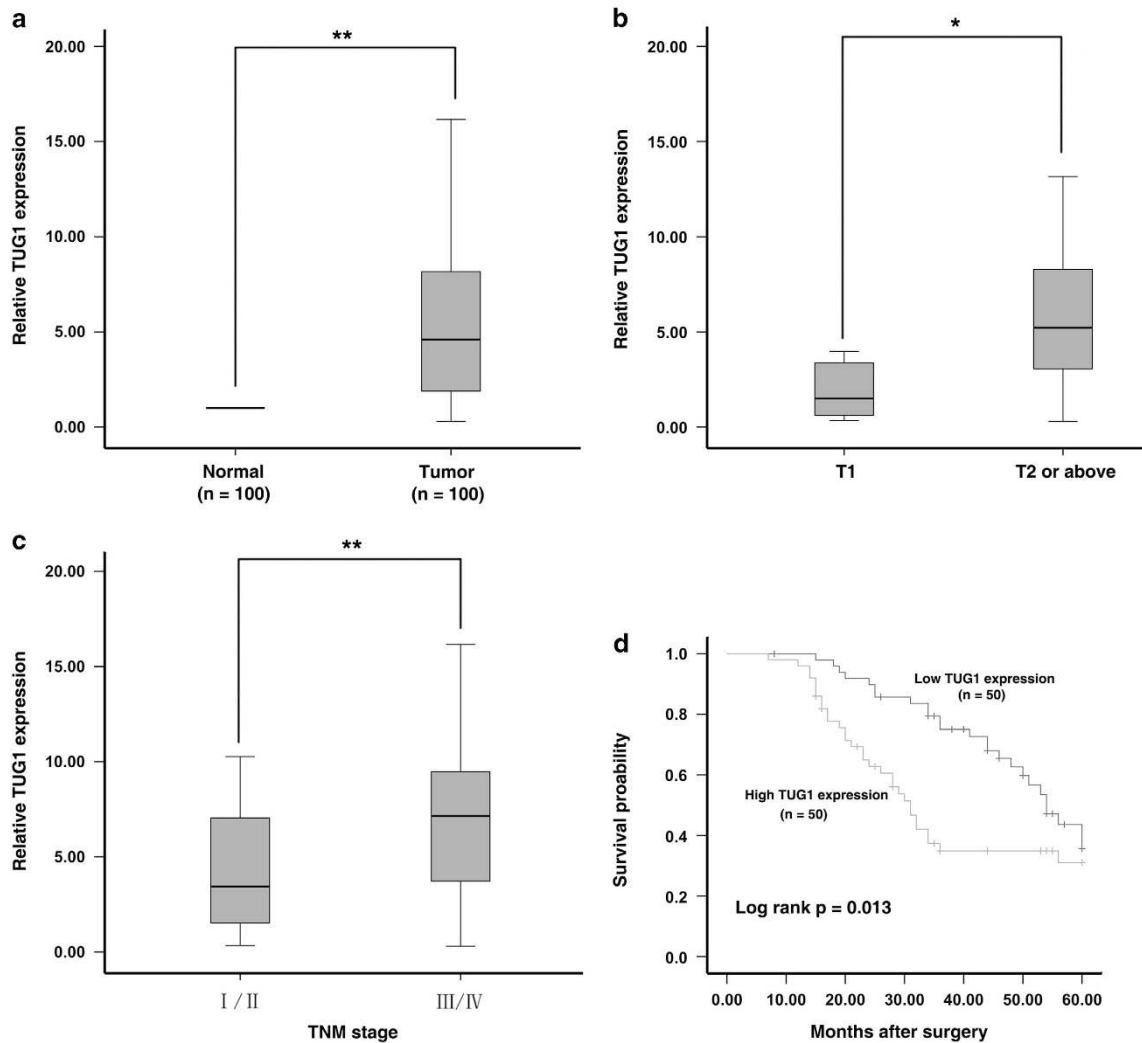 a
**
20.00
15.00
10.00
5.00
0.00
Relative TUG1 expression
Normal
(n = 100)
Tumor
(n = 100)
b
*
20.00
15.00
10.00
5.00
0.00
Relative TUG1 expression
T1
T2 or above
c
**
20.00
15.00
10.00
5.00
0.00
Relative TUG1 expression
Ⅰ/Ⅱ
Ⅲ/Ⅳ
TNM stage
d
1.0
0.8
0.6
0.4
0.2
0.0
Survival proability
Low TUG1 expression
(n = 50)
High TUG1 expression
(n = 50)
Log rank p = 0.013
0.00 10.00 20.00 30.00 40.00 50.00 60.00
Months after surgery